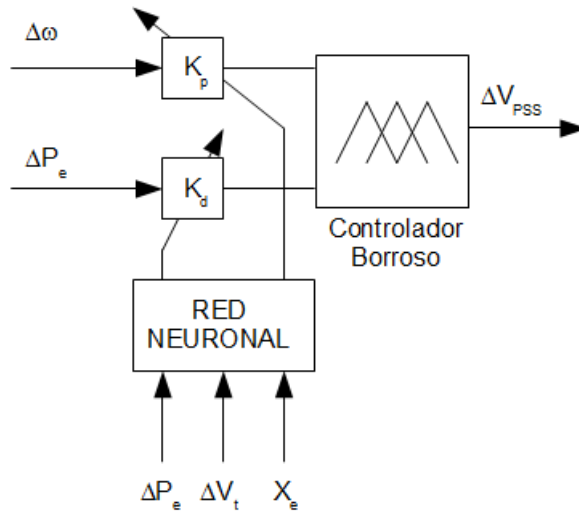 Δω
K_p
ΔV_PSS
ΔP_e
K_d
Controlador
Borroso
RED
NEURONAL
ΔP_e ΔV_t X_e